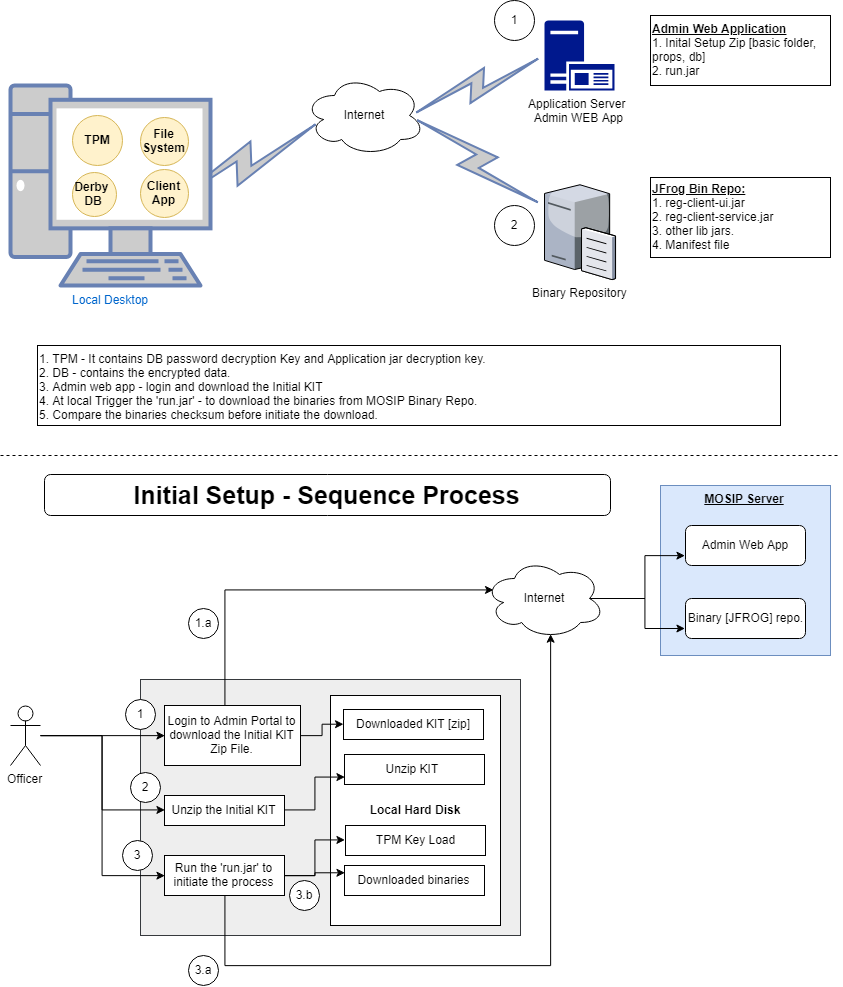 1
Admin Web Application
1. Inital Setup Zip [basic folder,
props, db]
2. run.jar
Application Server
Admin WEB App
Internet
TPM
File
System
Derby
DB
Client
App
Local Desktop
2
JFrog Bin Repo:
1. reg-client-ui.jar
2. reg-client-service.jar
3. other lib jars.
4. Manifest file
Binary Repository
1. TPM - It contains DB password decryption Key and Application jar decryption key.
2. DB - contains the encrypted data.
3. Admin web app - login and download the Initial KIT
4. At local Trigger the 'run.jar' - to download the binaries from MOSIP Binary Repo.
5. Compare the binaries checksum before initiate the download.
Initial Setup - Sequence Process
MOSIP Server
Admin Web App
Binary [JFROG] repo.
Internet
1.a
Officer
1
Login to Admin Portal to
download the Initial KIT
Zip File.
Downloaded KIT [zip]
2
Unzip the Initial KIT
Unzip KIT
Local Hard Disk
3
Run the 'run.jar' to
initiate the process
3.b
TPM Key Load
Downloaded binaries
3.a